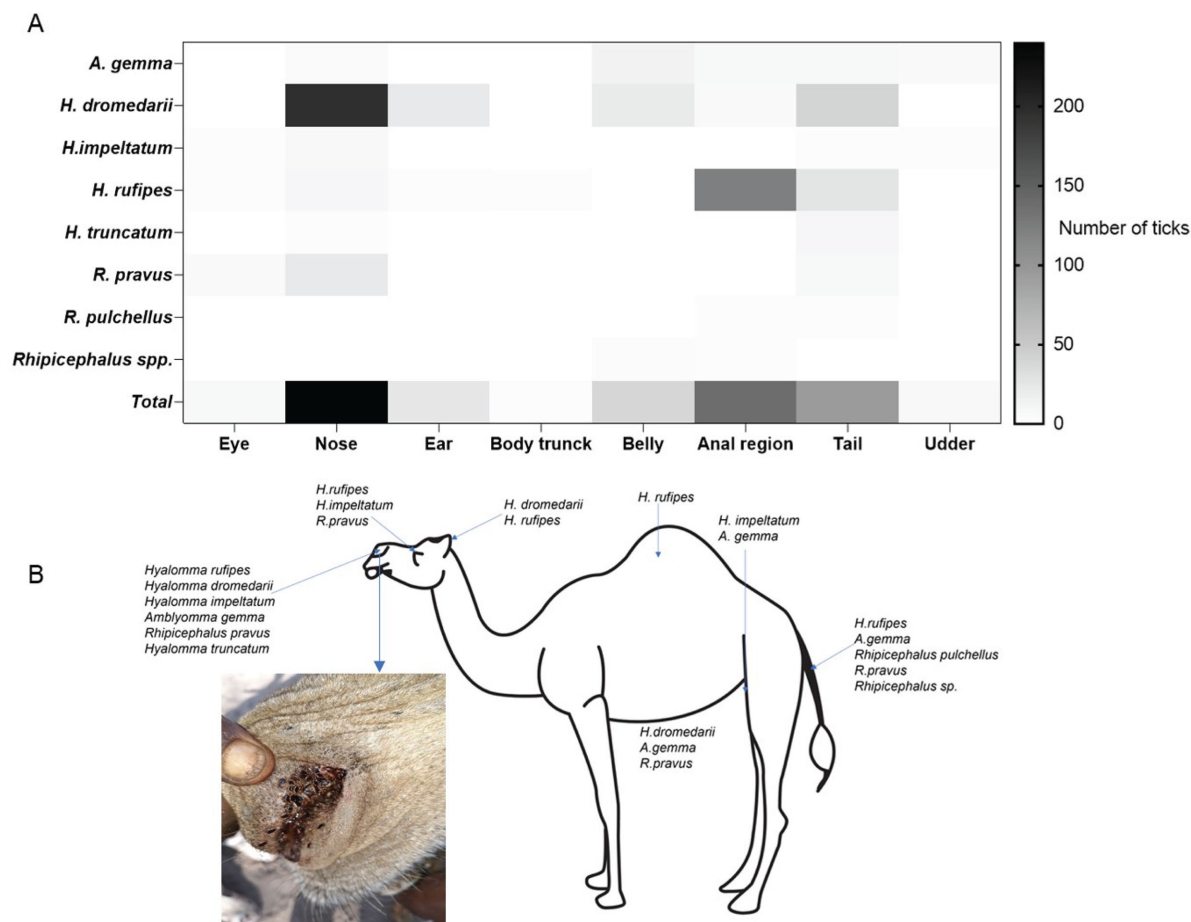 A
A. gemma
H. dromedarii
H.impeltatum
H. rufipes
H. truncatum
R. pravus
R. pulchellus
Rhipicephalus spp.
Total
Eye Nose Ear Body trunck Belly Anal region Tail Udder
200
150
100
50
0
Number of ticks
B
H.rufipes
H.impeltatum
R.pravus
H. dromedarii
H. rufipes
H. rufipes
H. impeltatum
A. gemma
Hyalomma rufipes
Hyalomma dromedarii
Hyalomma impeltatum
Amblyomma gemma
Rhipicephalus pravus
Hyalomma truncatum
H.rufipes
A.gemma
Rhipicephalus pulchellus
R.pravus
Rhipicephalus sp.
H.dromedarii
A.gemma
R.pravus